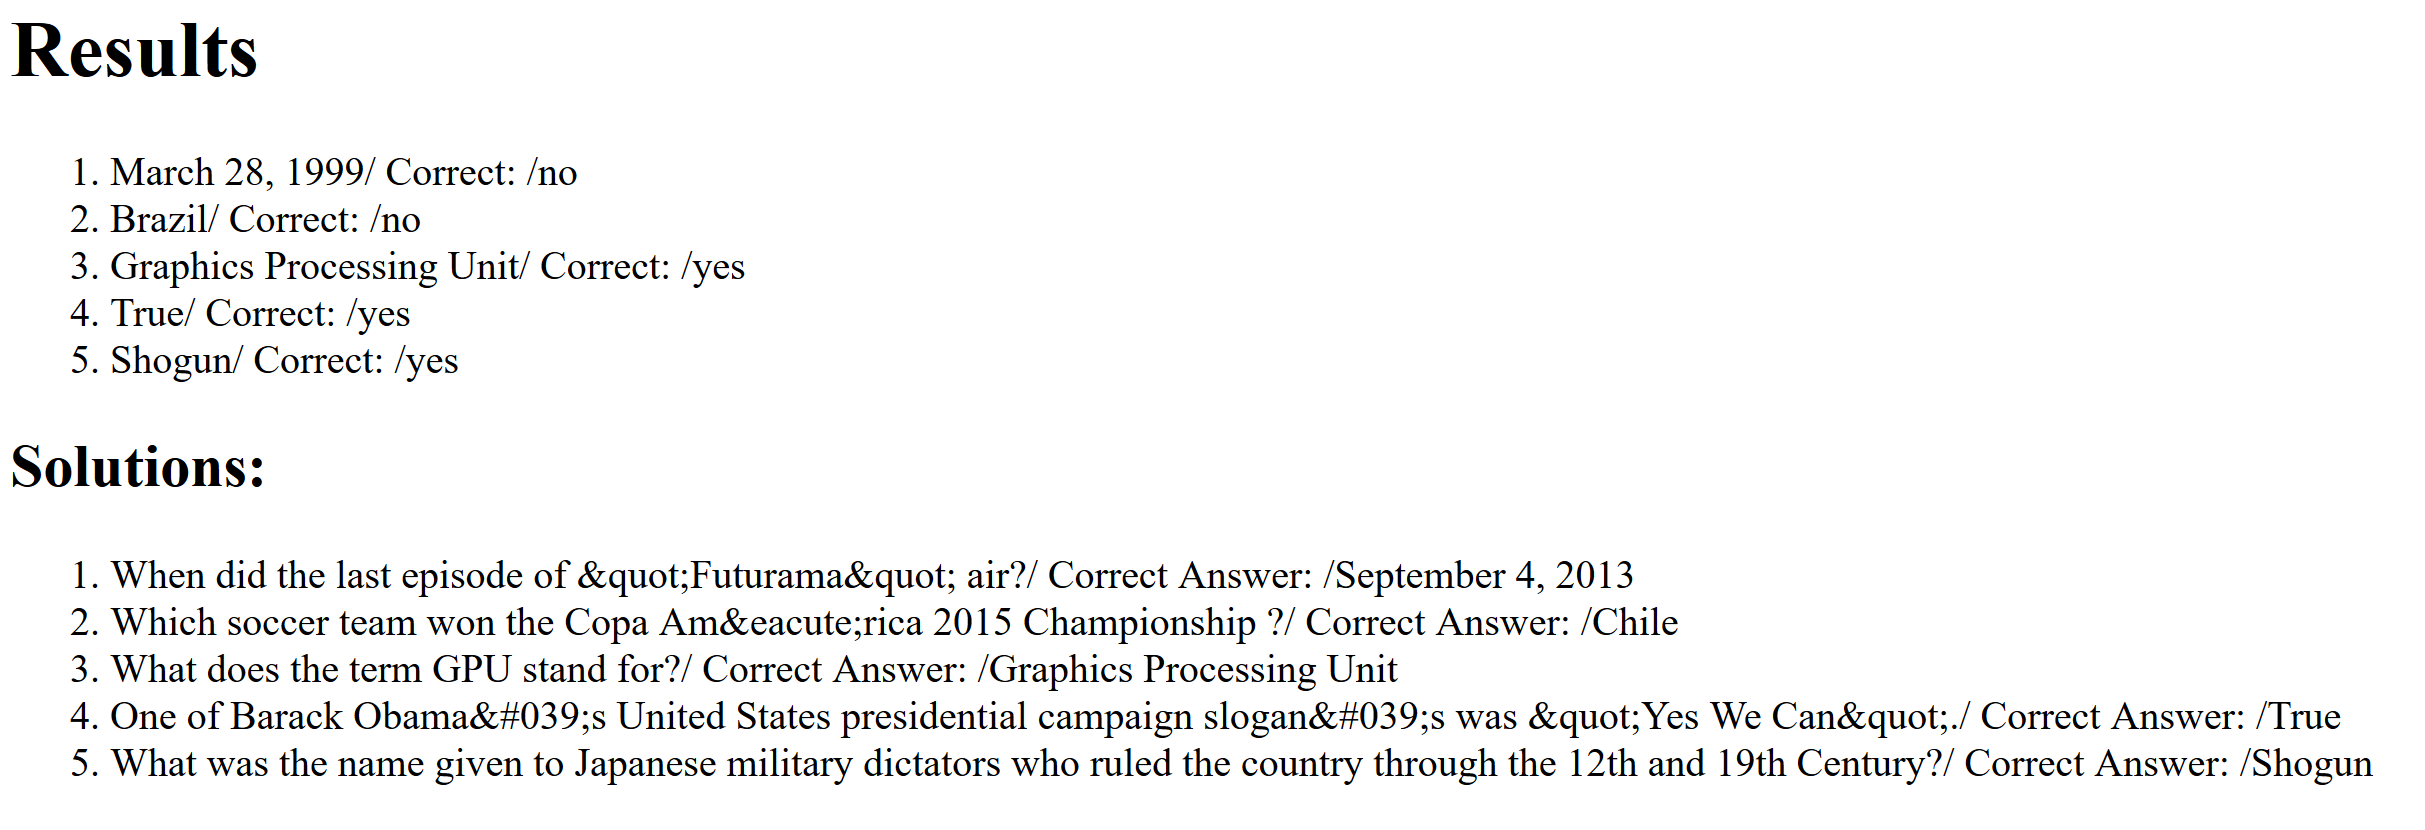 Results
1. March 28, 1999/ Correct: /no
2. Brazil/ Correct: /no
3. Graphics Processing Unit/ Correct: /yes
4. True/ Correct: /yes
5. Shogun/ Correct: /yes
Solutions:
1. When did the last episode of &quot;Futurama&quot; air?/ Correct Answer: /September 4, 2013
2. Which soccer team won the Copa Am&eacute;rica 2015 Championship ?/ Correct Answer: /Chile
3. What does the term GPU stand for?/ Correct Answer: /Graphics Processing Unit
4. One of Barack Obama&#039;s United States presidential campaign slogan&#039;s was &quot;Yes We Can&quot;./ Correct Answer: /True
5. What was the name given to Japanese military dictators who ruled the country through the 12th and 19th Century?/ Correct Answer: /Shogun